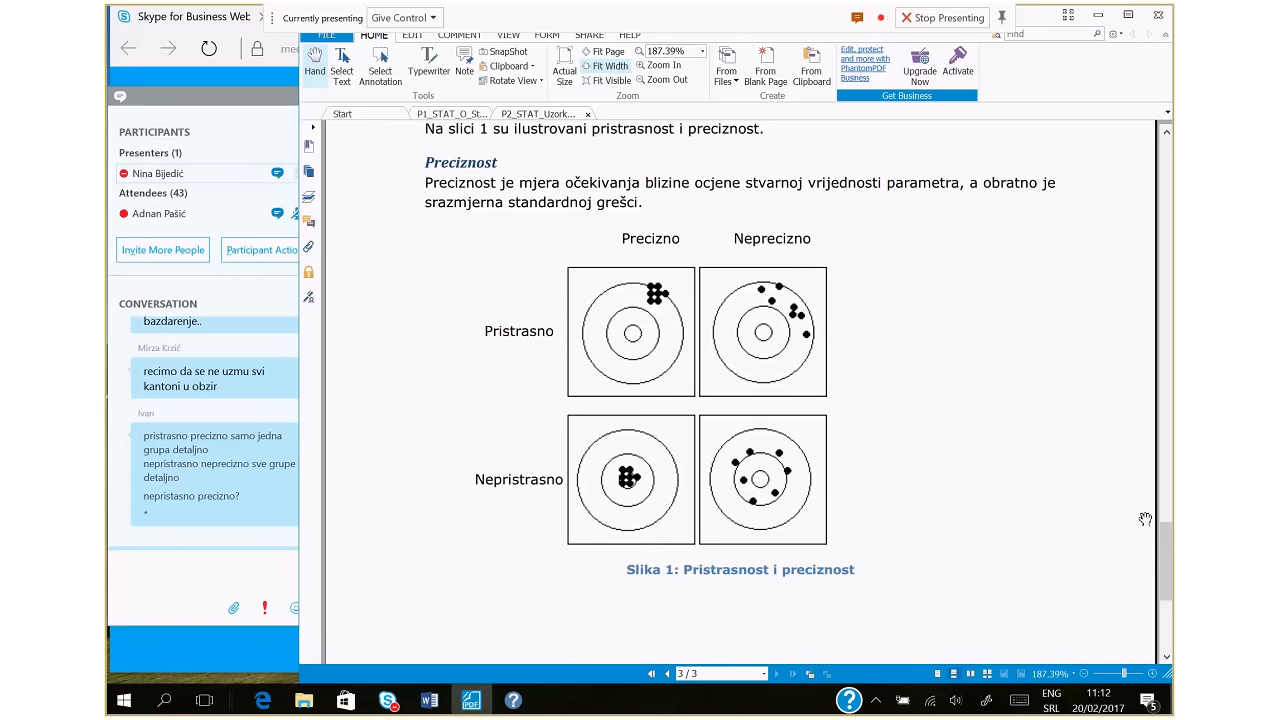 Skype for Business Web
Currently presenting
Give Control
Stop Presenting
FILE
HOME
EDIT
COMMENT
VIEW
FORM
SHARE
HELP
Find
Hand
Select
Text
Select
Annotation
Typewriter
Note
SnapShot
Clipboard
Rotate View
Tools
Actual
Size
Fit Page
Fit Width
Fit Visible
187.39%
Zoom In
Zoom Out
Zoom
From
Files
From
Blank Page
From
Clipboard
Create
Edit, protect
and more with
PhantomPDF
Business
Upgrade
Now
Activate
Get Business
Start
P1_STAT_O_St...
P2_STAT_Uzork...
PARTICIPANTS
Presenters (1)
Nina Bijedić
Attendees (43)
Adnan Pašić
Invite More People
Participant Actio
CONVERSATION
bazdarenje..
Mirza Krzić
recimo da se ne uzmu svi
kantoni u obzir
Ivan
pristrasno precizno samo jedna
grupa detaljno
nepristrasno neprecizno sve grupe
detaljno
nepristasno precizno?
*
Na slici 1 su ilustrovani pristrasnost i preciznost.
Preciznost
Preciznost je mjera očekivanja blizine ocjene stvarnoj vrijednosti parametra, a obratno je
srazmjerna standardnoj grešci.
Precizno
Neprecizno
Pristrasno
Nepristrasno
Slika 1: Pristrasnost i preciznost
3 / 3
187.39%
ENG
SRL
11:12
20/02/2017
5